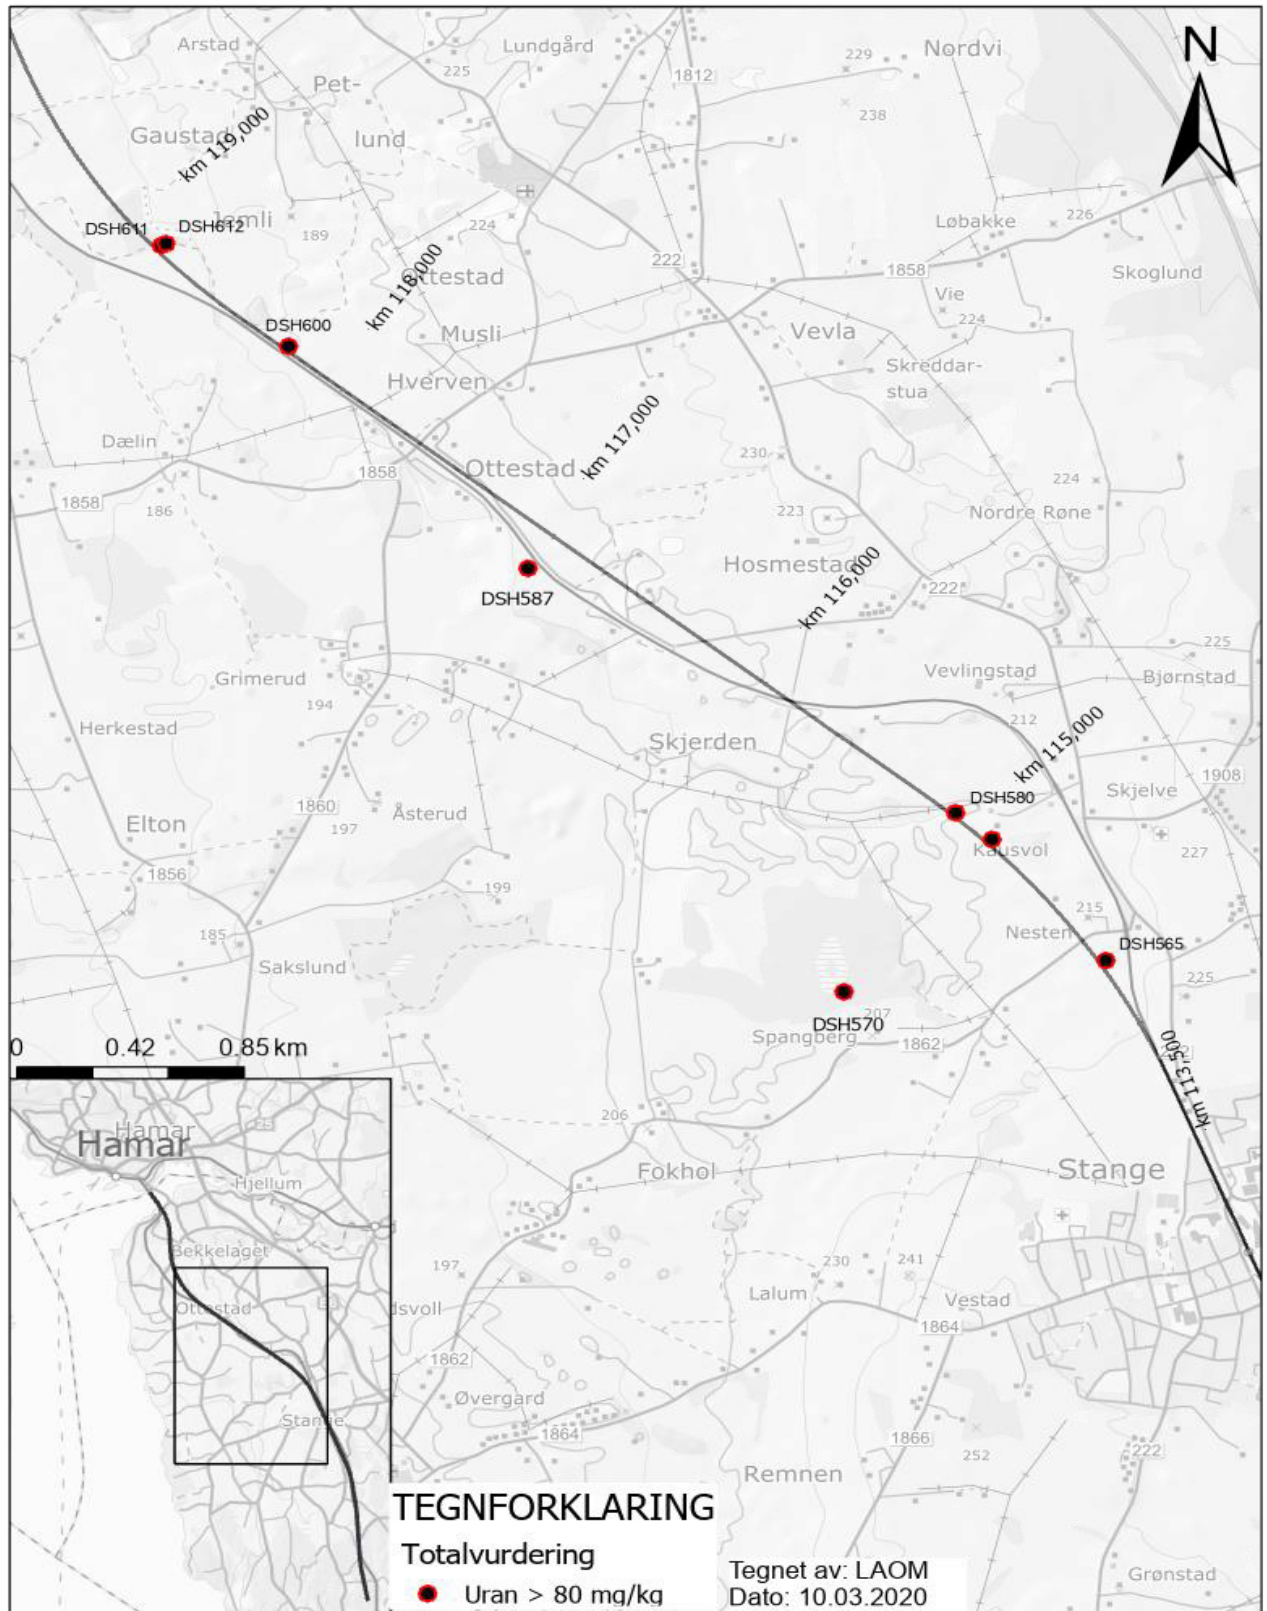 Arstad
Lundgård
Nordvi
N
225
229
1812
Pet-
lund
238
Gaustad
km 119,000
Jemli
DSH611
DSH612
189
224
226
Løbakke
222
1858
Skoglund
Ottestad
km 118,000
Vie
224
DSH600
Musli
Vevla
Skreddar-
stua
Hverven
km 117,000
Dælin
1858
Ottestad
230
224
1858
186
223
Nordre Røne
Hosmestad
km 116,000
DSH587
222
225
Grimerud
Vevlingstad
Bjørnstad
194
212
Herkestad
Skjerden
km 115,000
1908
Skjelve
DSH580
1860
197
Åsterud
Elton
Kausvol
227
1856
199
215
185
Nesten
DSH565
Sakslund
225
207
DSH570
Spangberg
1862
0 0.42 0.85 km
km 113,500
206
Hamar
Hamar
25
Fokhol
Stange
Hjellum
Bekkelaget
197
230
241
Ottestad
dsvoll
Lalum
Vestad
1864
1862
Stange
Øvergard
1864
1866
252
222
Remnen
TEGNFORKLARING
Totalvurdering
Uran > 80 mg/kg
Tegnet av: LAOM
Dato: 10.03.2020
Grønstad